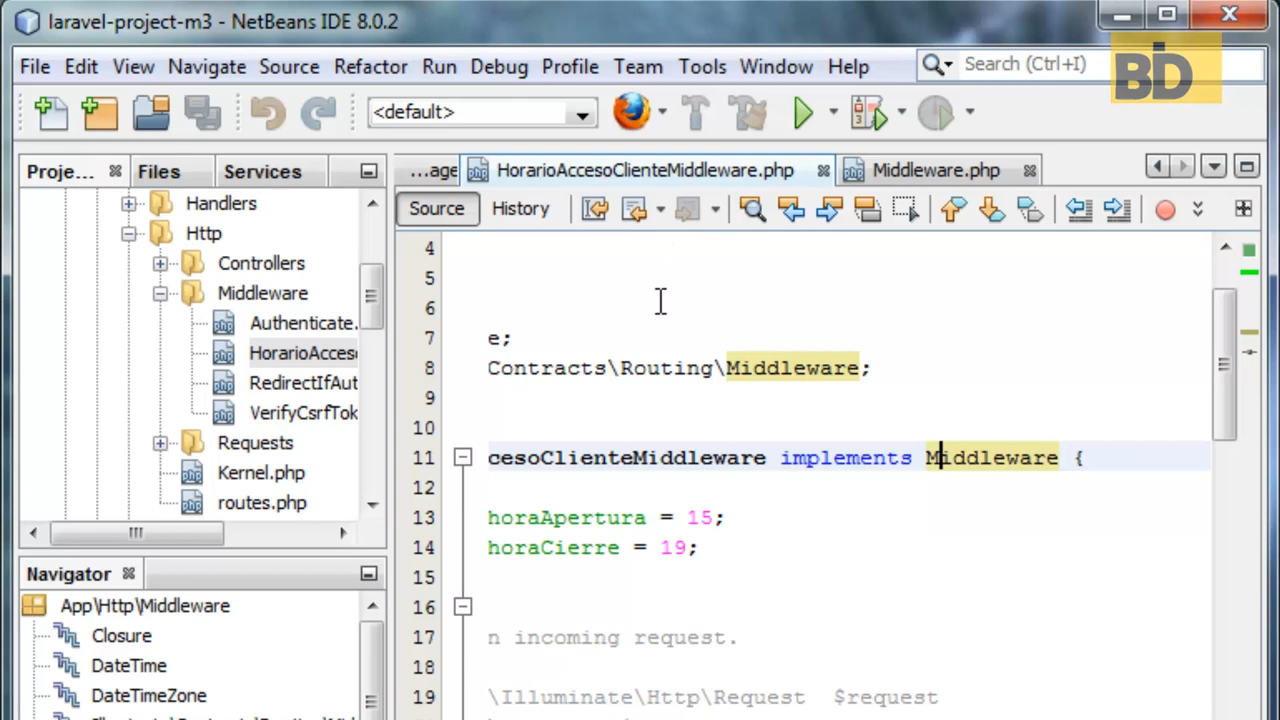 laravel-project-m3 - NetBeans IDE 8.0.2
File Edit View Navigate Source Refactor Run Debug Profile Team Tools Window Help
Search (Ctrl+I)
BD
<default>
Proje... Files Services
...age HorarioAccesoClienteMiddleware.php Middleware.php
Source History
Handlers
Http
Controllers
Middleware
Authenticate.
HorarioAcces
RedirectIfAut
VerifyCsrfTok
Requests
Kernel.php
routes.php
Navigator
App\Http\Middleware
Closure
DateTime
DateTimeZone
4
5
6
7 e;
8 Contracts\Routing\Middleware;
9
10
11 cesoClienteMiddleware implements Middleware {
12
13 horaApertura = 15;
14 horaCierre = 19;
15
16
17 n incoming request.
18
19 \Illuminate\Http\Request $request